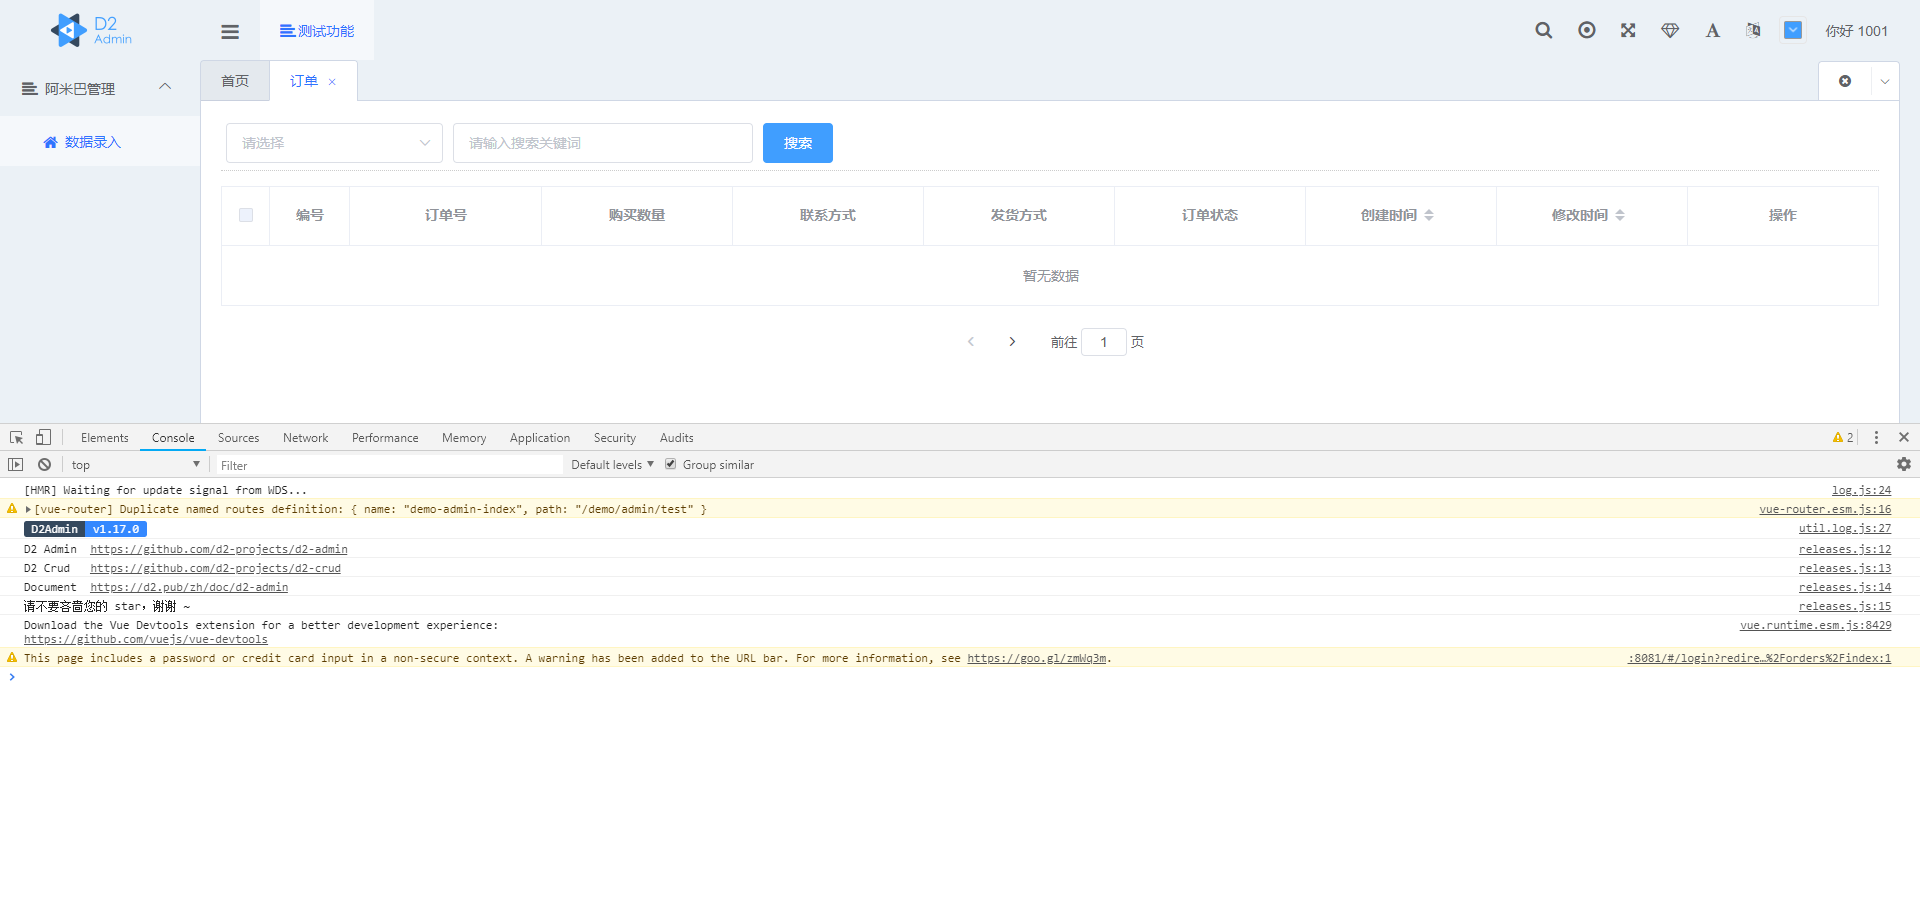 D2
Admin
测试功能
你好 1001
阿米巴管理
数据录入
首页
订单
请选择
请输入搜索关键词
搜索
编号 订单号 购买数量 联系方式 发货方式 订单状态 创建时间 修改时间 操作
暂无数据
前往 1 页
Elements Console Sources Network Performance Memory Application Security Audits 2
top Filter Default levels Group similar
[HMR] Waiting for update signal from WDS... log.js:24
[vue-router] Duplicate named routes definition: { name: "demo-admin-index", path: "/demo/admin/test" } vue-router.esm.js:16
D2Admin v1.17.0 util.log.js:27
D2 Admin https://github.com/d2-projects/d2-admin releases.js:12
D2 Crud https://github.com/d2-projects/d2-crud releases.js:13
Document https://d2.pub/zh/doc/d2-admin releases.js:14
请不要吝啬您的 star，谢谢 ~ releases.js:15
Download the Vue Devtools extension for a better development experience: vue.runtime.esm.js:8429
https://github.com/vuejs/vue-devtools
This page includes a password or credit card input in a non-secure context. A warning has been added to the URL bar. For more information, see https://goo.gl/zmWq3m. :8081/#/login?redire…%2Forders%2Findex:1